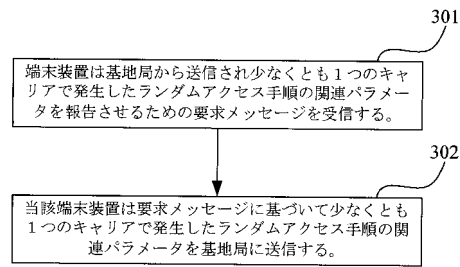 301
端末装置は基地局から送信され少なくとも１つのキャ
リアで発生したランダムアクセス手順の関連パラメー
タを報告させるための要求メッセージを受信する。
302
当該端末装置は要求メッセージに基づいて少なくとも
１つのキャリアで発生したランダムアクセス手順の関
連パラメータを基地局に送信する。